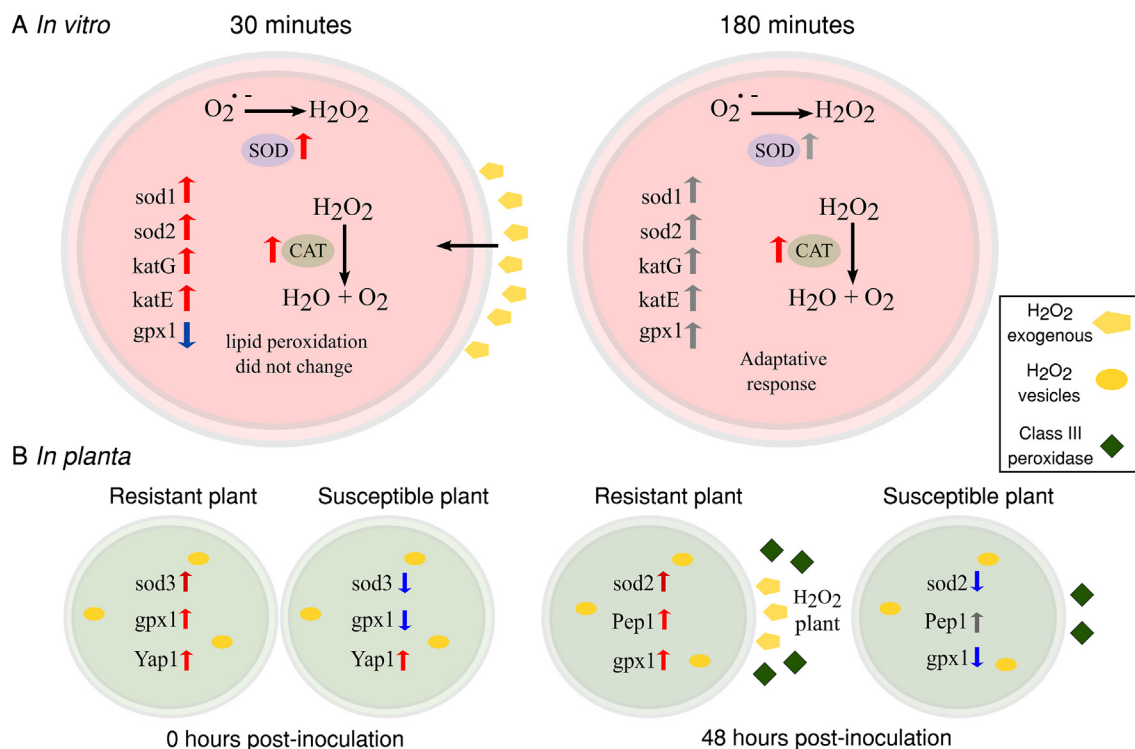 A In vitro
30 minutes
180 minutes
O2•- H2O2
SOD
sod1
sod2
katG
katE
gpx1
H2O2
CAT
H2O + O2
lipid peroxidation
did not change
O2•- H2O2
SOD
sod1
sod2
katG
katE
gpx1
H2O2
CAT
H2O + O2
Adaptative
response
H2O2
exogenous
H2O2
vesicles
Class III
peroxidase
B In planta
Resistant plant
Susceptible plant
Resistant plant
Susceptible plant
sod3
gpx1
Yap1
sod3
gpx1
Yap1
sod2
Pep1
gpx1
H2O2
plant
sod2
Pep1
gpx1
0 hours post-inoculation
48 hours post-inoculation